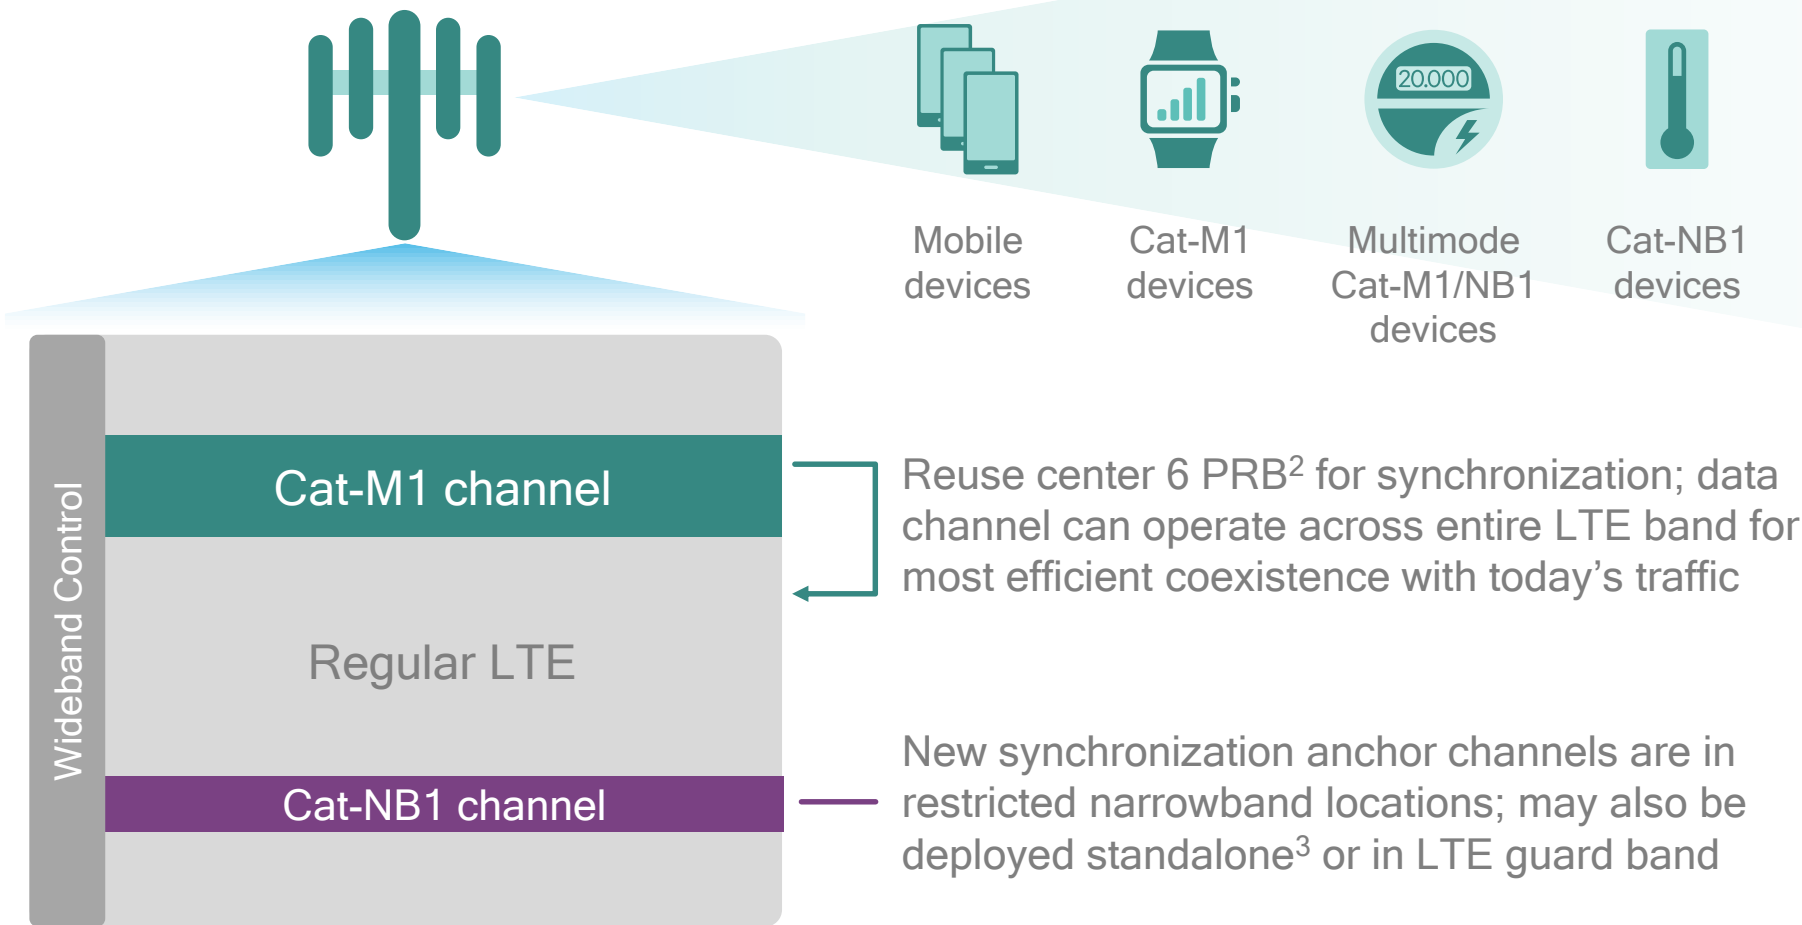 20.000
Mobile
devices
Cat-M1
devices
Multimode
Cat-M1/NB1
devices
Cat-NB1
devices
Wideband Control
Cat-M1 channel
Regular LTE
Cat-NB1 channel
Reuse center 6 PRB² for synchronization; data
channel can operate across entire LTE band for
most efficient coexistence with today’s traffic
New synchronization anchor channels are in
restricted narrowband locations; may also be
deployed standalone³ or in LTE guard band